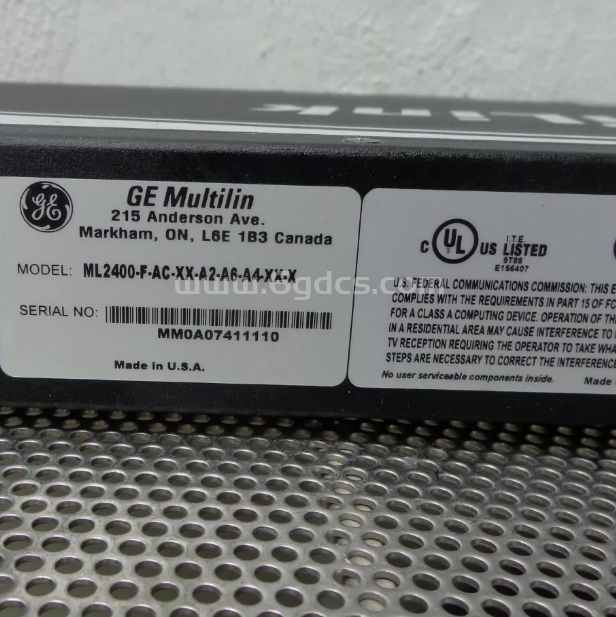 GE Multilin
215 Anderson Ave.
Markham, ON, L6E 1B3 Canada
MODEL: ML2400-F-AC-XX-A2-A6-A4-XX-X
SERIAL NO:
MM0A07411110
Made In U.S.A.
GE
C UL US I.T.E.
LISTED
9T88
E156407
U.S. FEDERAL COMMUNICATIONS COMMISSION: THIS E
COMPLIES WITH THE REQUIREMENTS IN PART 15 OF FC
FOR A CLASS A COMPUTING DEVICE. OPERATION OF TH
IN A RESIDENTIAL AREA MAY CAUSE INTERFERENCE TO
TV RECEPTION REQUIRING THE OPERATOR TO TAKE WHA
STEPS ARE NECESSARY TO CORRECT THE INTERFERENCE
No user serviceable components inside. Made
www.ogdcs.com